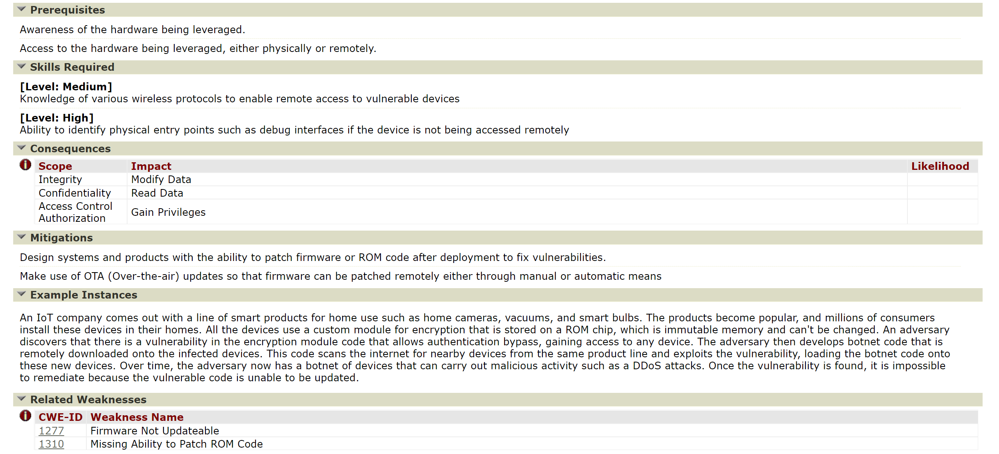 Prerequisites
Awareness of the hardware being leveraged.
Access to the hardware being leveraged, either physically or remotely.
Skills Required
[Level: Medium]
Knowledge of various wireless protocols to enable remote access to vulnerable devices
[Level: High]
Ability to identify physical entry points such as debug interfaces if the device is not being accessed remotely
Consequences
Scope Impact Likelihood
Integrity Modify Data
Confidentiality Read Data
Access Control
Authorization Gain Privileges
Mitigations
Design systems and products with the ability to patch firmware or ROM code after deployment to fix vulnerabilities.
Make use of OTA (Over-the-air) updates so that firmware can be patched remotely either through manual or automatic means
Example Instances
An IoT company comes out with a line of smart products for home use such as home cameras, vacuums, and smart bulbs. The products become popular, and millions of consumers
install these devices in their homes. All the devices use a custom module for encryption that is stored on a ROM chip, which is immutable memory and can't be changed. An adversary
discovers that there is a vulnerability in the encryption module code that allows authentication bypass, gaining access to any device. The adversary then develops botnet code that is
remotely downloaded onto the infected devices. This code scans the internet for nearby devices from the same product line and exploits the vulnerability, loading the botnet code onto
these new devices. Over time, the adversary now has a botnet of devices that can carry out malicious activity such as a DDoS attacks. Once the vulnerability is found, it is impossible
to remediate because the vulnerable code is unable to be updated.
Related Weaknesses
CWE-ID Weakness Name
1277 Firmware Not Updateable
1310 Missing Ability to Patch ROM Code